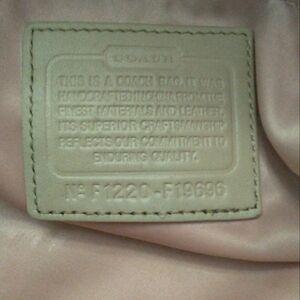 COACH
THIS IS A COACH BAG. IT WAS
HANDCRAFTED IN CHINA FROM THE
FINEST MATERIALS AND LEATHER.
ITS SUPERIOR CRAFTSMANSHIP
REFLECTS OUR COMMITMENT TO
ENDURING QUALITY.
Nº F1220-F19696